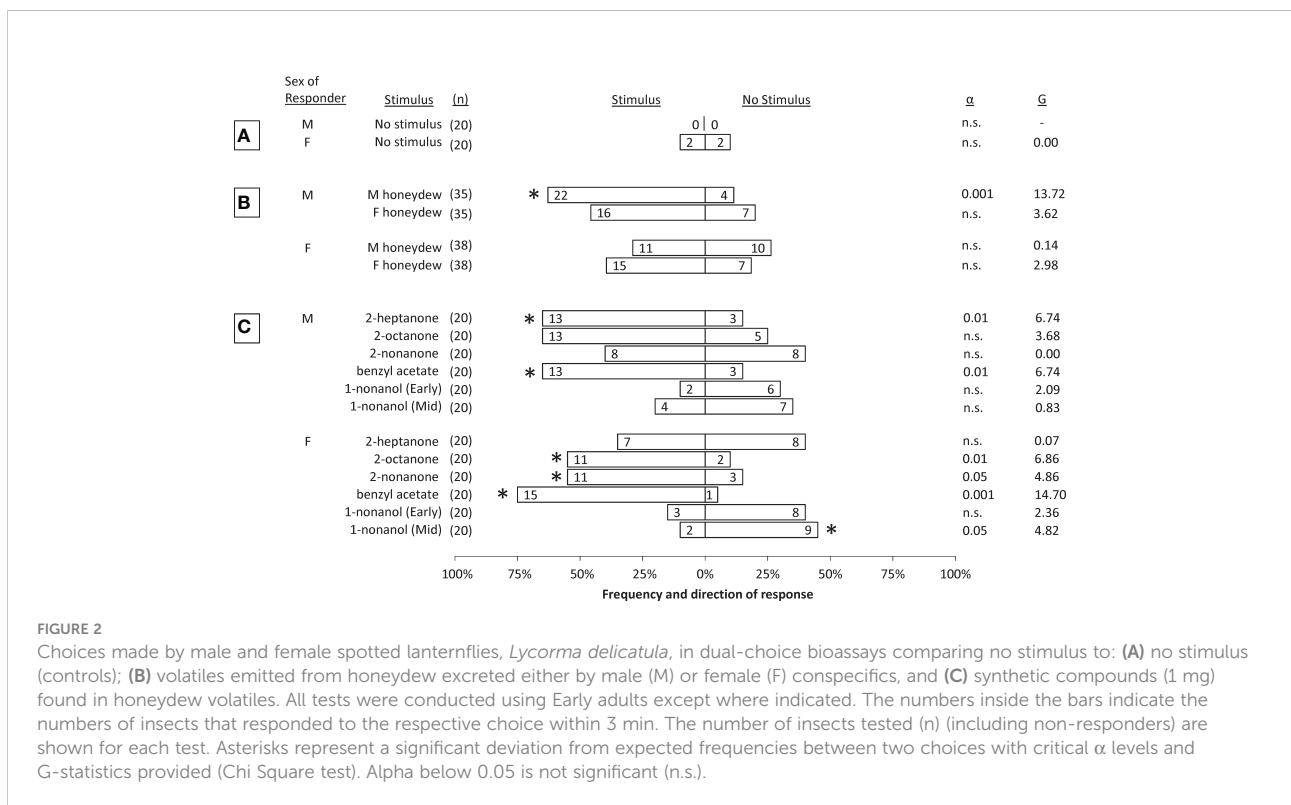 Sex of
Responder Stimulus (n) Stimulus No Stimulus α G
A
M No stimulus (20) 0 0 n.s. -
F No stimulus (20) 2 2 n.s. 0.00
B
M M honeydew (35) * 22 4 0.001 13.72
F honeydew (35) 16 7 n.s. 3.62
F M honeydew (38) 11 10 n.s. 0.14
F honeydew (38) 15 7 n.s. 2.98
C
M 2-heptanone (20) * 13 3 0.01 6.74
2-octanone (20) 13 5 n.s. 3.68
2-nonanone (20) 8 8 n.s. 0.00
benzyl acetate (20) * 13 3 0.01 6.74
1-nonanol (Early) (20) 2 6 n.s. 2.09
1-nonanol (Mid) (20) 4 7 n.s. 0.83
F 2-heptanone (20) 7 8 n.s. 0.07
2-octanone (20) * 11 2 0.01 6.86
2-nonanone (20) * 11 3 0.05 4.86
benzyl acetate (20) * 15 1 0.001 14.70
1-nonanol (Early) (20) 3 8 n.s. 2.36
1-nonanol (Mid) (20) 2 9 * 0.05 4.82
100% 75% 50% 25% 0% 25% 50% 75% 100%
Frequency and direction of response
FIGURE 2
Choices made by male and female spotted lanternflies, Lycorma delicatula, in dual-choice bioassays comparing no stimulus to: (A) no stimulus
(controls); (B) volatiles emitted from honeydew excreted either by male (M) or female (F) conspecifics, and (C) synthetic compounds (1 mg)
found in honeydew volatiles. All tests were conducted using Early adults except where indicated. The numbers inside the bars indicate the
numbers of insects that responded to the respective choice within 3 min. The number of insects tested (n) (including non-responders) are
shown for each test. Asterisks represent a significant deviation from expected frequencies between two choices with critical α levels and
G-statistics provided (Chi Square test). Alpha below 0.05 is not significant (n.s.).